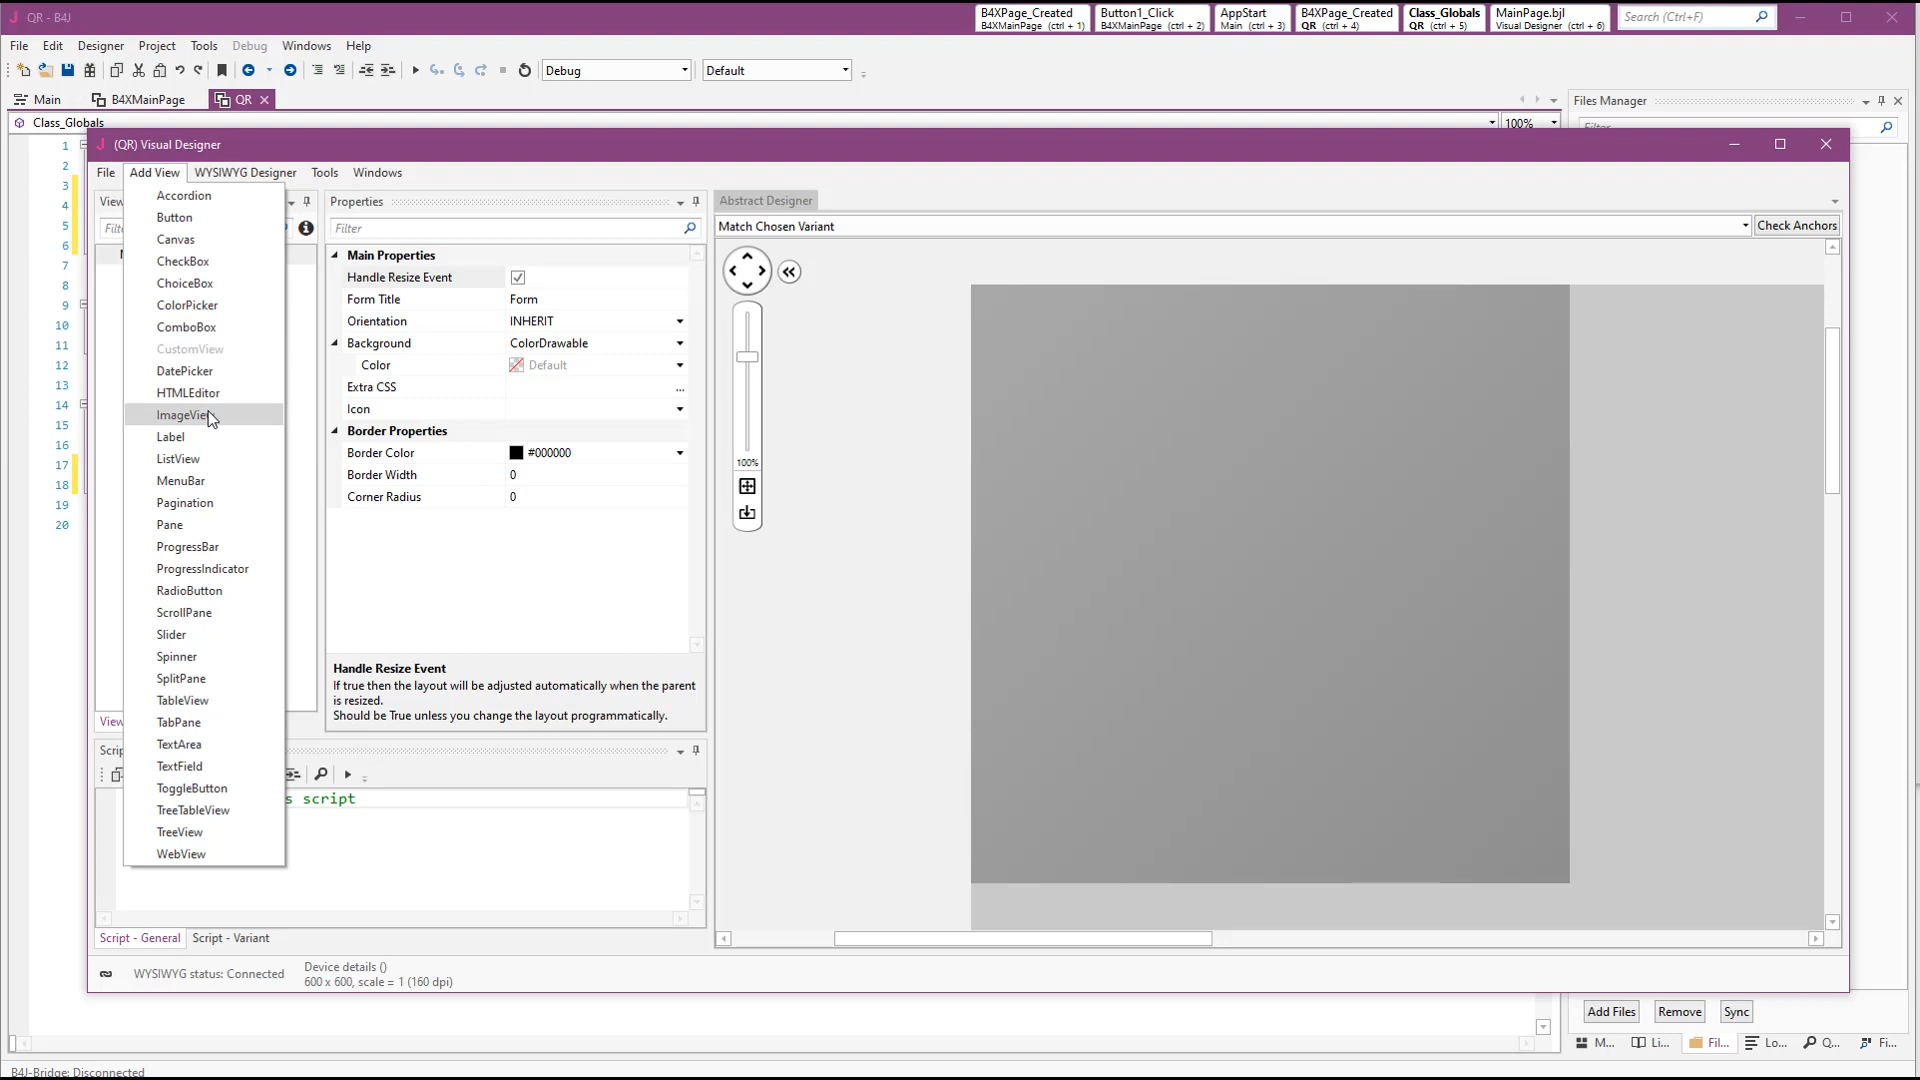 QR - B4J
B4XPage_Created
B4XMainPage (ctrl + 1)
Button1_Click
B4XMainPage (ctrl + 2)
AppStart
Main (ctrl + 3)
B4XPage_Created
QR (ctrl + 4)
Class_Globals
QR (ctrl + 5)
MainPage.bjl
Visual Designer (ctrl + 6)
Search (Ctrl+F)
File Edit Designer Project Tools Debug Windows Help
Debug Default
Main B4XMainPage QR
Files Manager
Class_Globals 100%
Filter
(QR) Visual Designer
File Add View WYSIWYG Designer Tools Windows
Accordion
Button
Canvas
CheckBox
ChoiceBox
ColorPicker
ComboBox
CustomView
DatePicker
HTMLEditor
ImageView
Label
ListView
MenuBar
Pagination
Pane
ProgressBar
ProgressIndicator
RadioButton
ScrollPane
Slider
Spinner
SplitPane
TableView
TabPane
TextArea
TextField
ToggleButton
TreeTableView
TreeView
WebView
1
2
3
4
5
6
7
8
9
10
11
12
13
14
15
16
17
18
19
20
Properties
Filter
Main Properties
Handle Resize Event
Form Title Form
Orientation INHERIT
Background ColorDrawable
Color Default
Extra CSS ...
Icon
Border Properties
Border Color #000000
Border Width 0
Corner Radius 0
Handle Resize Event
If true then the layout will be adjusted automatically when the parent
is resized.
Should be True unless you change the layout programmatically.
s script
Script - General Script - Variant
Abstract Designer
Match Chosen Variant Check Anchors
100%
WYSIWYG status: Connected
Device details ()
600 x 600, scale = 1 (160 dpi)
Add Files Remove Sync
M... Li... Fil... Lo... Q... Fi...
B4J-Bridge: Disconnected